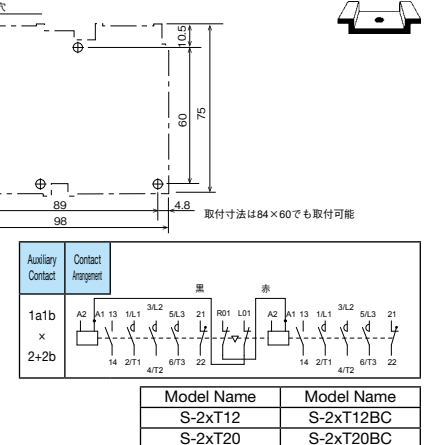 穴
10.5
60
75
89
4.8
98
取付寸法は84×60でも取付可能
Auxiliary Contact
Contact Arrangement
1a1b
×
2+2b
黒 赤
A2 A1 13 1/L1 3/L2 5/L3 21 R01 L01 A2 A1 13 1/L1 3/L2 5/L3 21
14 2/T1 4/T2 6/T3 22 14 2/T1 4/T2 6/T3 22
Model Name Model Name
S-2xT12 S-2xT12BC
S-2xT20 S-2xT20BC